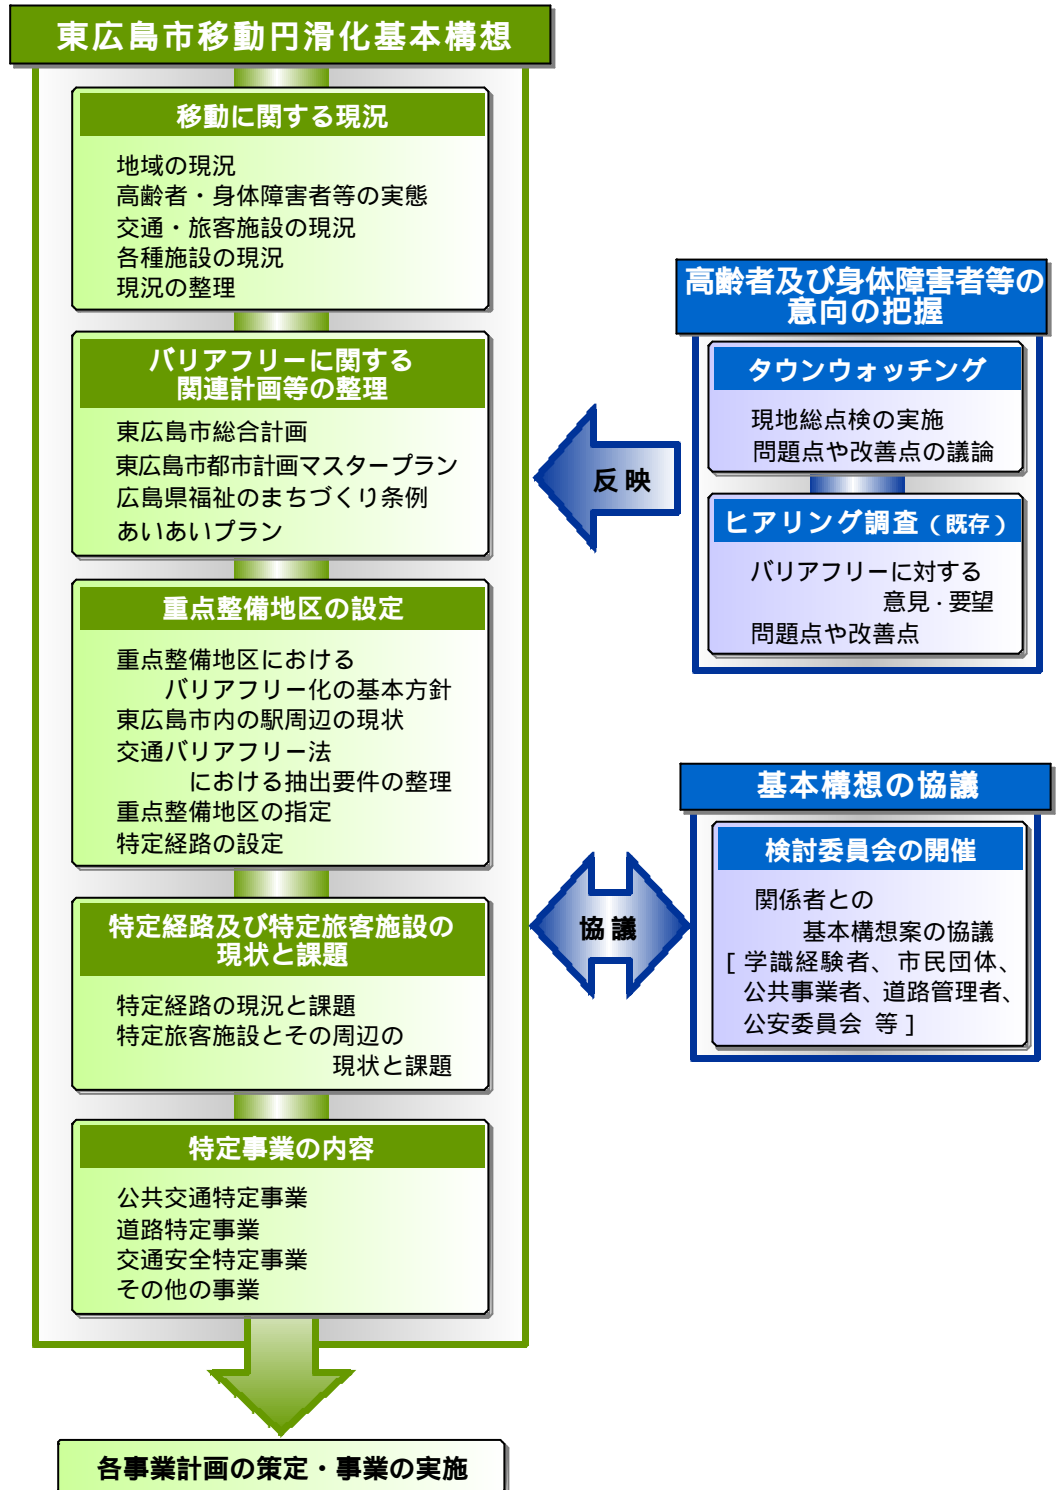 東広島市移動円滑化基本構想
移動に関する現況
地域の現況
高齢者・身体障害者等の実態
交通・旅客施設の現況
各種施設の現況
現況の整理
バリアフリーに関する
関連計画等の整理
東広島市総合計画
東広島市都市計画マスタープラン
広島県福祉のまちづくり条例
あいあいプラン
重点整備地区の設定
重点整備地区における
バリアフリー化の基本方針
東広島市内の駅周辺の現状
交通バリアフリー法
における抽出要件の整理
重点整備地区の指定
特定経路の設定
特定経路及び特定旅客施設の
現状と課題
特定経路の現況と課題
特定旅客施設とその周辺の
現状と課題
特定事業の内容
公共交通特定事業
道路特定事業
交通安全特定事業
その他の事業
各事業計画の策定・事業の実施
高齢者及び身体障害者等の
意向の把握
タウンウォッチング
現地総点検の実施
問題点や改善点の議論
ヒアリング調査（既存）
バリアフリーに対する
意見・要望
問題点や改善点
反映
基本構想の協議
検討委員会の開催
関係者との
基本構想案の協議
[ 学識経験者、市民団体、
公共事業者、道路管理者、
公安委員会 等 ]
協議